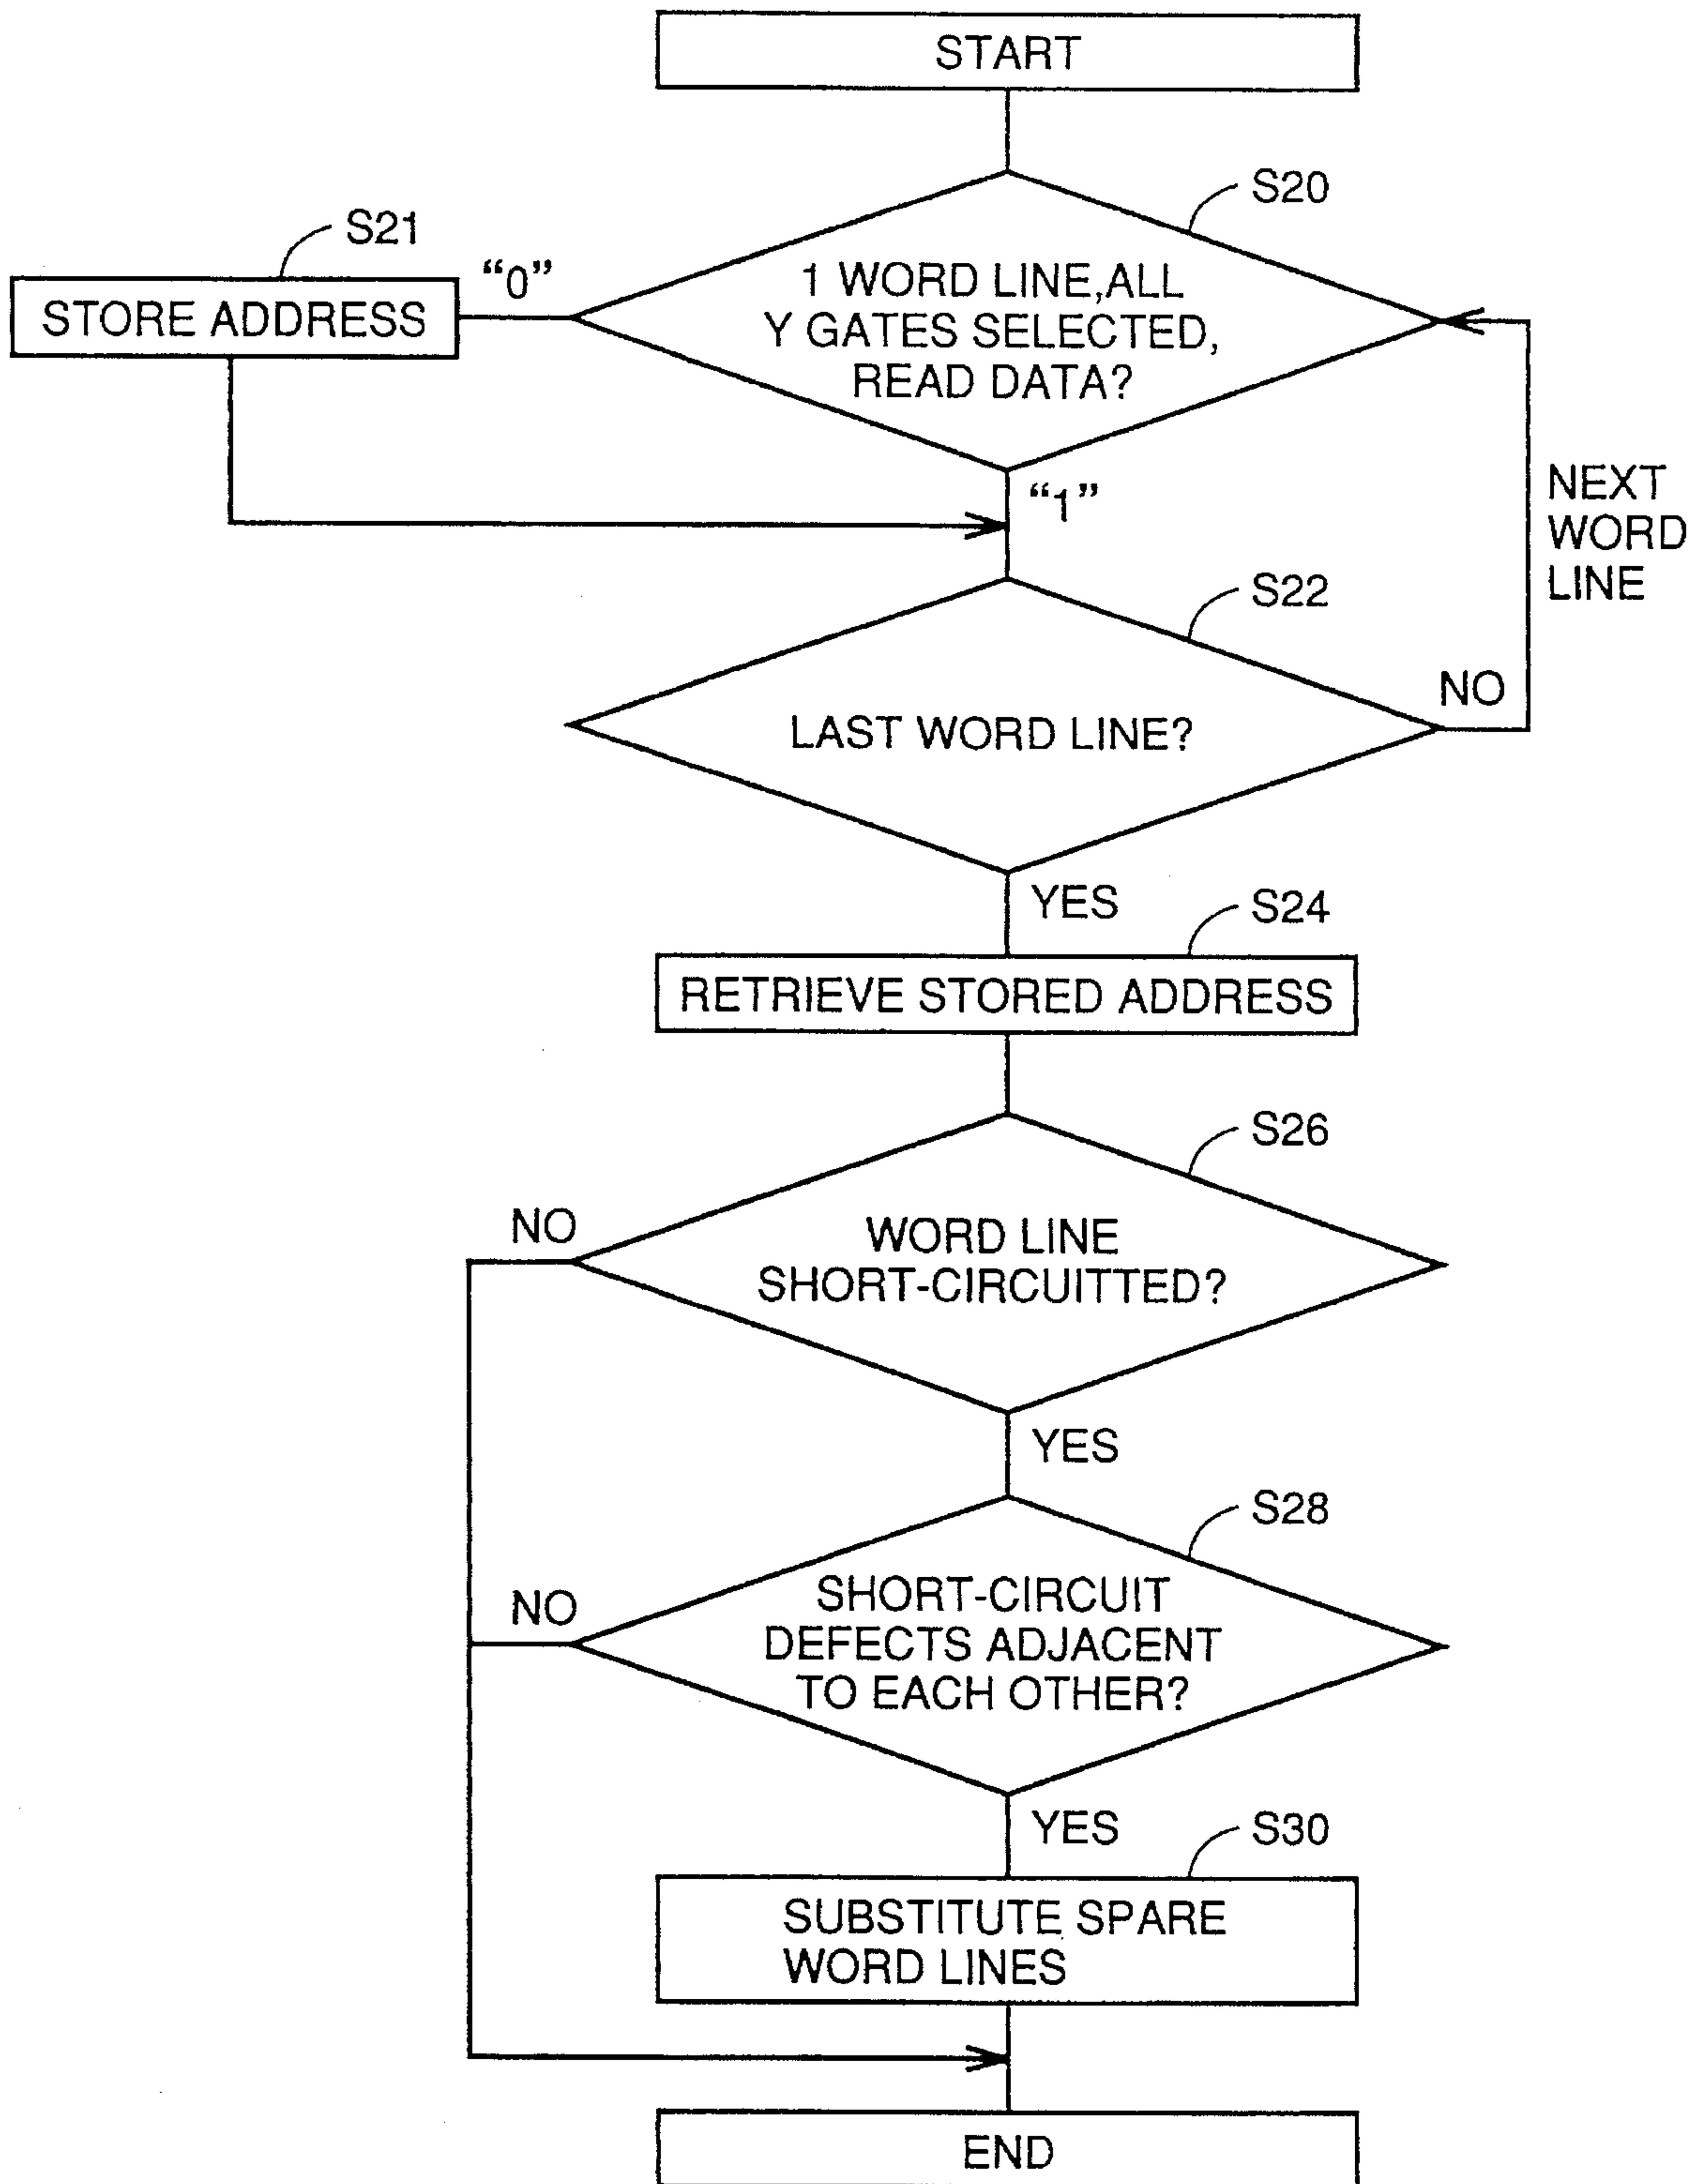 START
S20
S21
"0"
1 WORD LINE,ALL
Y GATES SELECTED,
READ DATA?
STORE ADDRESS
"1"
NEXT
WORD
LINE
S22
NO
LAST WORD LINE?
YES
S24
RETRIEVE STORED ADDRESS
S26
NO
WORD LINE
SHORT-CIRCUITTED?
YES
S28
NO
SHORT-CIRCUIT
DEFECTS ADJACENT
TO EACH OTHER?
YES
S30
SUBSTITUTE SPARE
WORD LINES
END